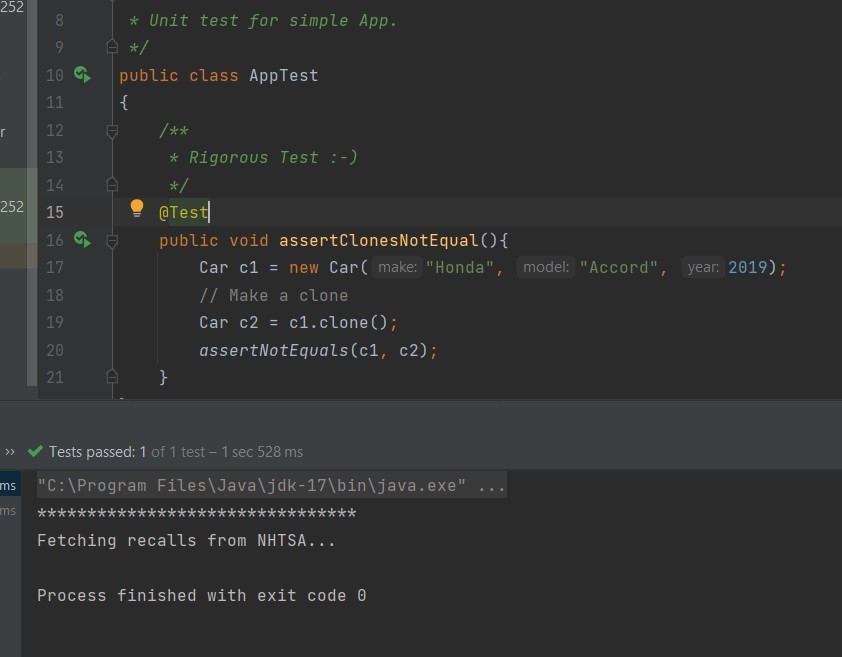 252
8 * Unit test for simple App.
9 */
10 public class AppTest
11 {
r
12 /**
13 * Rigorous Test :-)
14 */
252
15 @Test
16 public void assertClonesNotEqual(){
17 Car c1 = new Car( make: "Honda", model: "Accord", year: 2019);
18 // Make a clone
19 Car c2 = c1.clone();
20 assertNotEquals(c1, c2);
21 }
›› Tests passed: 1 of 1 test – 1 sec 528 ms
ms "C:\Program Files\Java\jdk-17\bin\java.exe" ...
ms ********************************
Fetching recalls from NHTSA...
Process finished with exit code 0